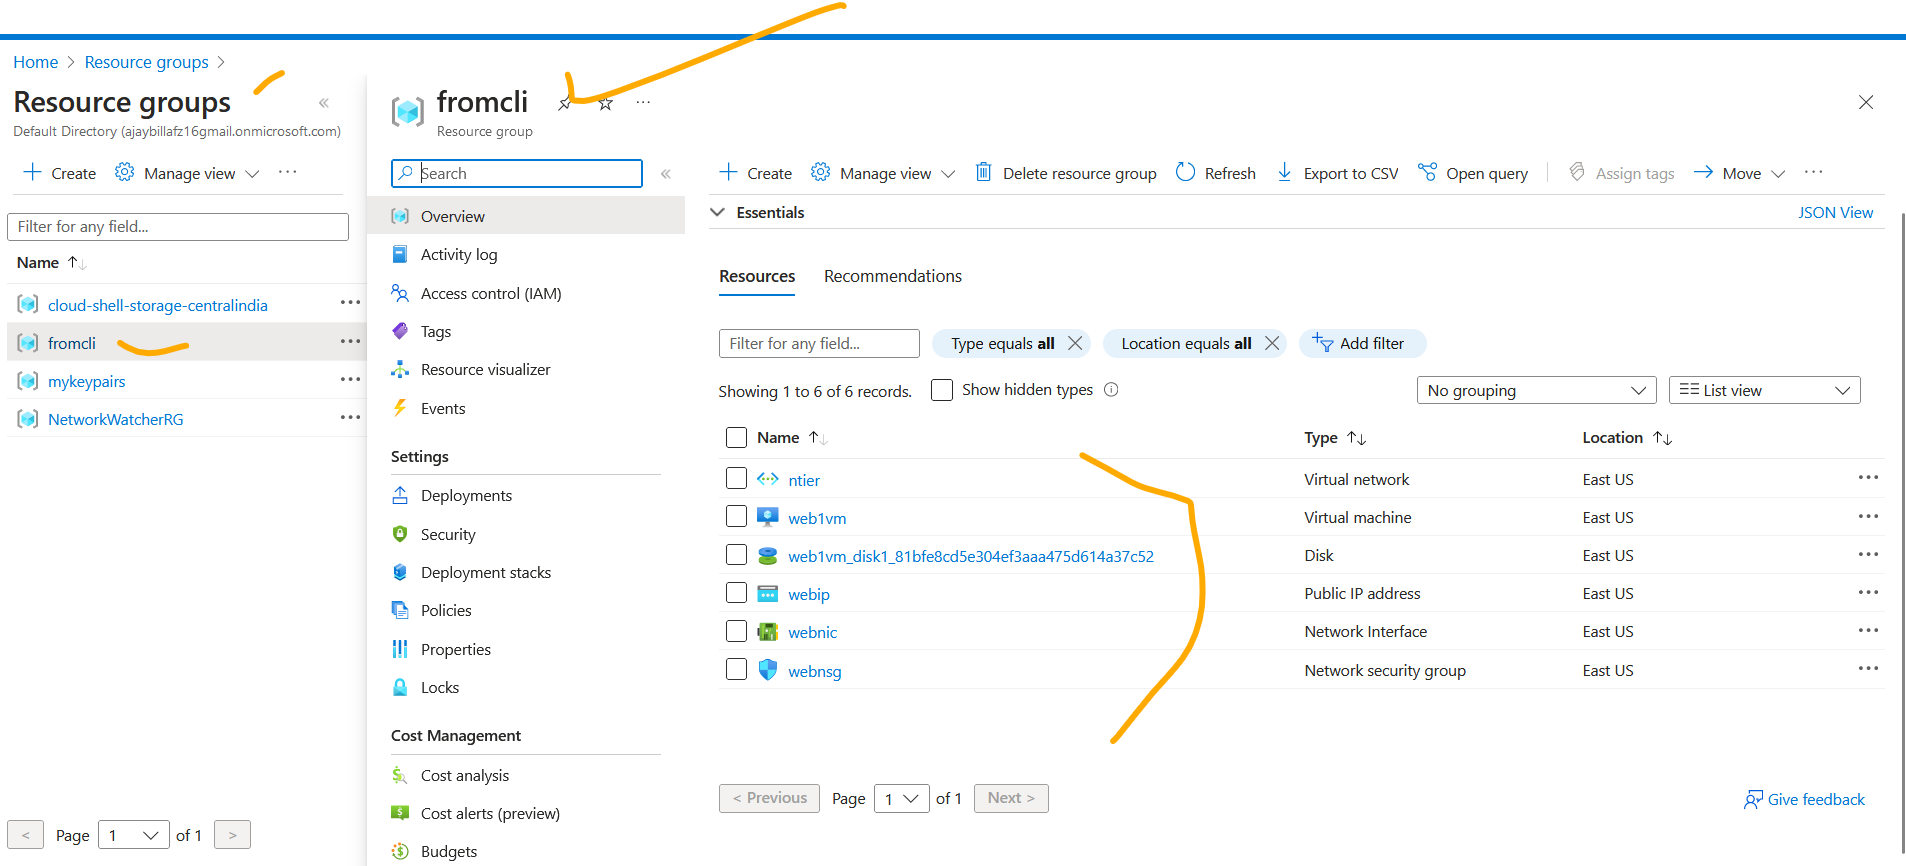 Home > Resource groups >
Resource groups «
Default Directory (ajaybillafz16gmail.onmicrosoft.com)
+ Create Manage view ...
Filter for any field...
Name ↑↓
cloud-shell-storage-centralindia ...
fromcli ...
mykeypairs ...
NetworkWatcherRG ...
< Page 1 of 1 >
fromcli ...
Resource group
Search «
Overview
Activity log
Access control (IAM)
Tags
Resource visualizer
Events
Settings
Deployments
Security
Deployment stacks
Policies
Properties
Locks
Cost Management
Cost analysis
Cost alerts (preview)
Budgets
+ Create Manage view Delete resource group Refresh Export to CSV Open query Assign tags Move ...
Essentials JSON View
Resources Recommendations
Filter for any field... Type equals all Location equals all Add filter
Showing 1 to 6 of 6 records. Show hidden types No grouping List view
Name ↑↓ Type ↑↓ Location ↑↓
ntier Virtual network East US ...
web1vm Virtual machine East US ...
web1vm_disk1_81bfe8cd5e304ef3aaa475d614a37c52 Disk East US ...
webip Public IP address East US ...
webnic Network Interface East US ...
webnsg Network security group East US ...
< Previous Page 1 of 1 Next > Give feedback